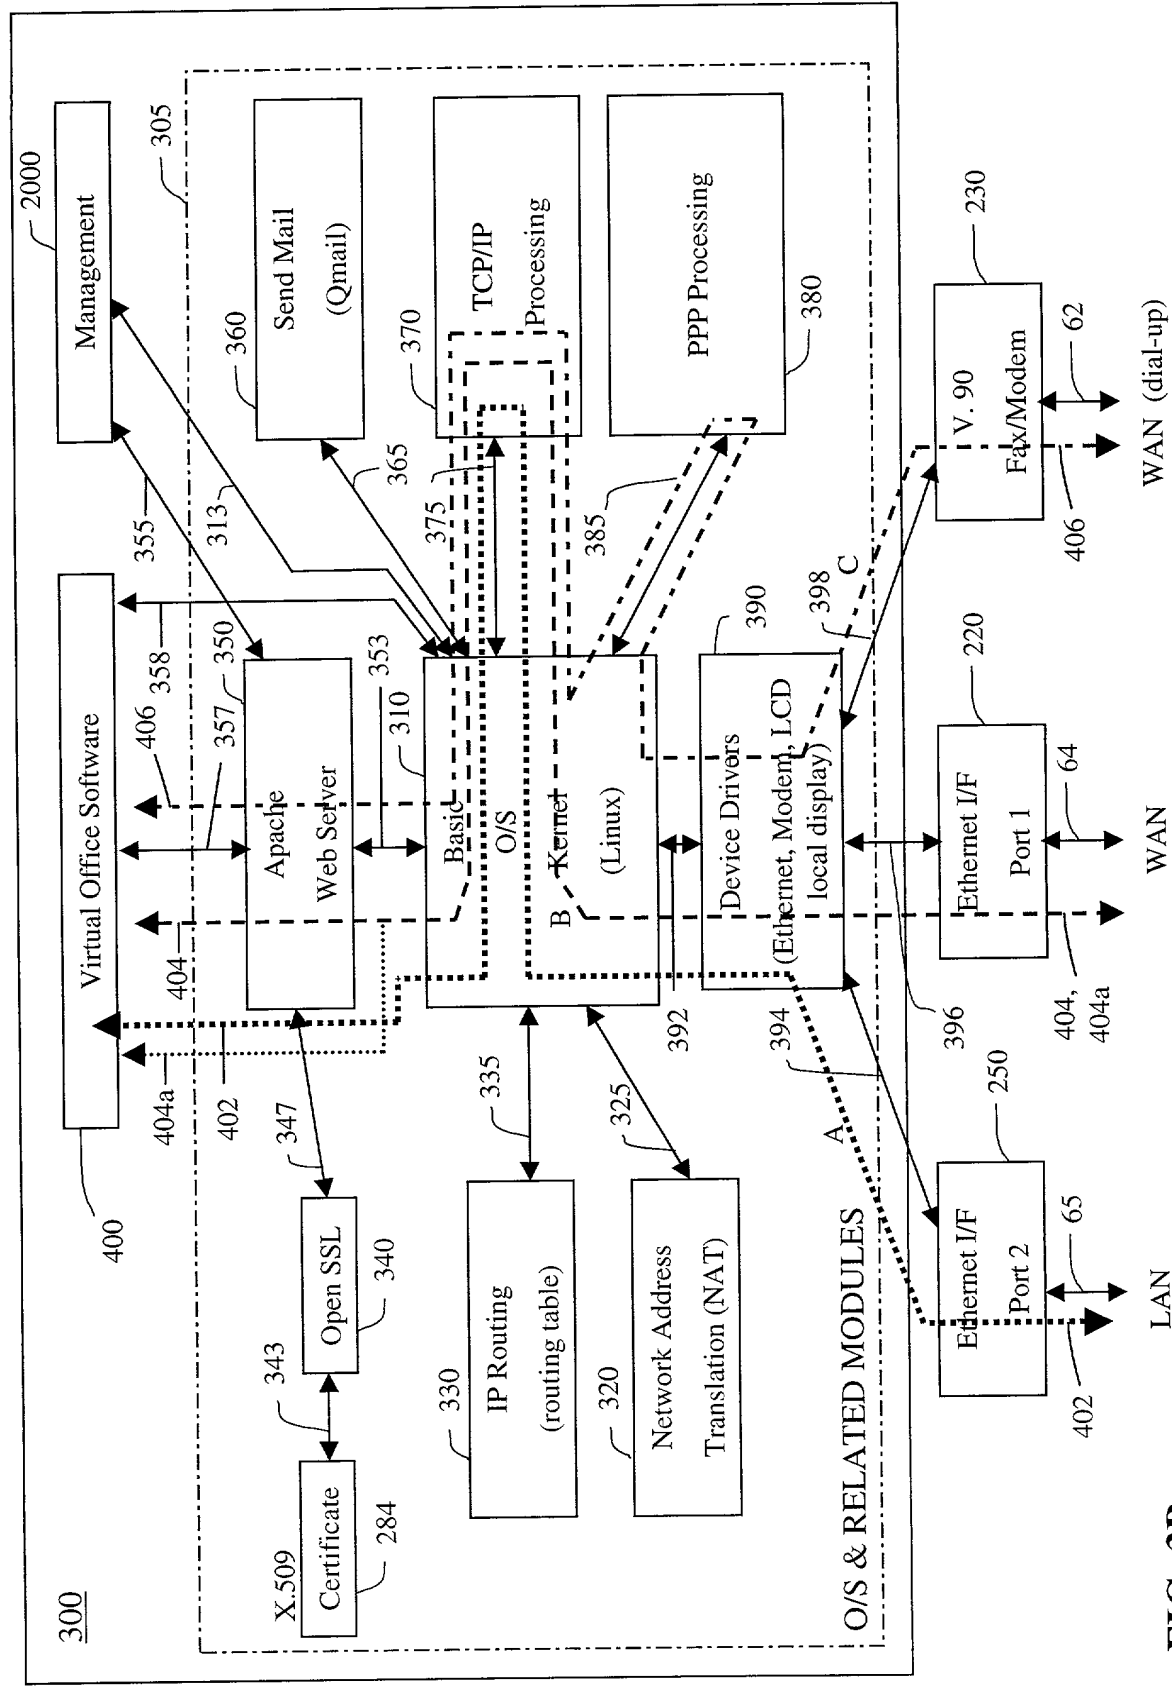 300
400
Virtual Office Software
Management
2000
305
404a
402
404
406
357
358
355
313
X.509
Certificate
284
343
Open SSL
340
347
Apache
Web Server
350
353
Send Mail
(Qmail)
360
365
330
IP Routing
(routing table)
335
Basic
O/S
Kernel
(Linux)
310
B
375
370
TCP/IP
Processing
320
Network Address
Translation (NAT)
325
385
PPP Processing
380
392
Device Drivers
(Ethernet, Modem, LCD
local display)
390
394
A
398
C
O/S & RELATED MODULES
396
Ethernet I/F
Port 2
250
Ethernet I/F
Port 1
220
V. 90
Fax/Modem
230
402
65
404,
404a
64
406
62
LAN
WAN
WAN (dial-up)